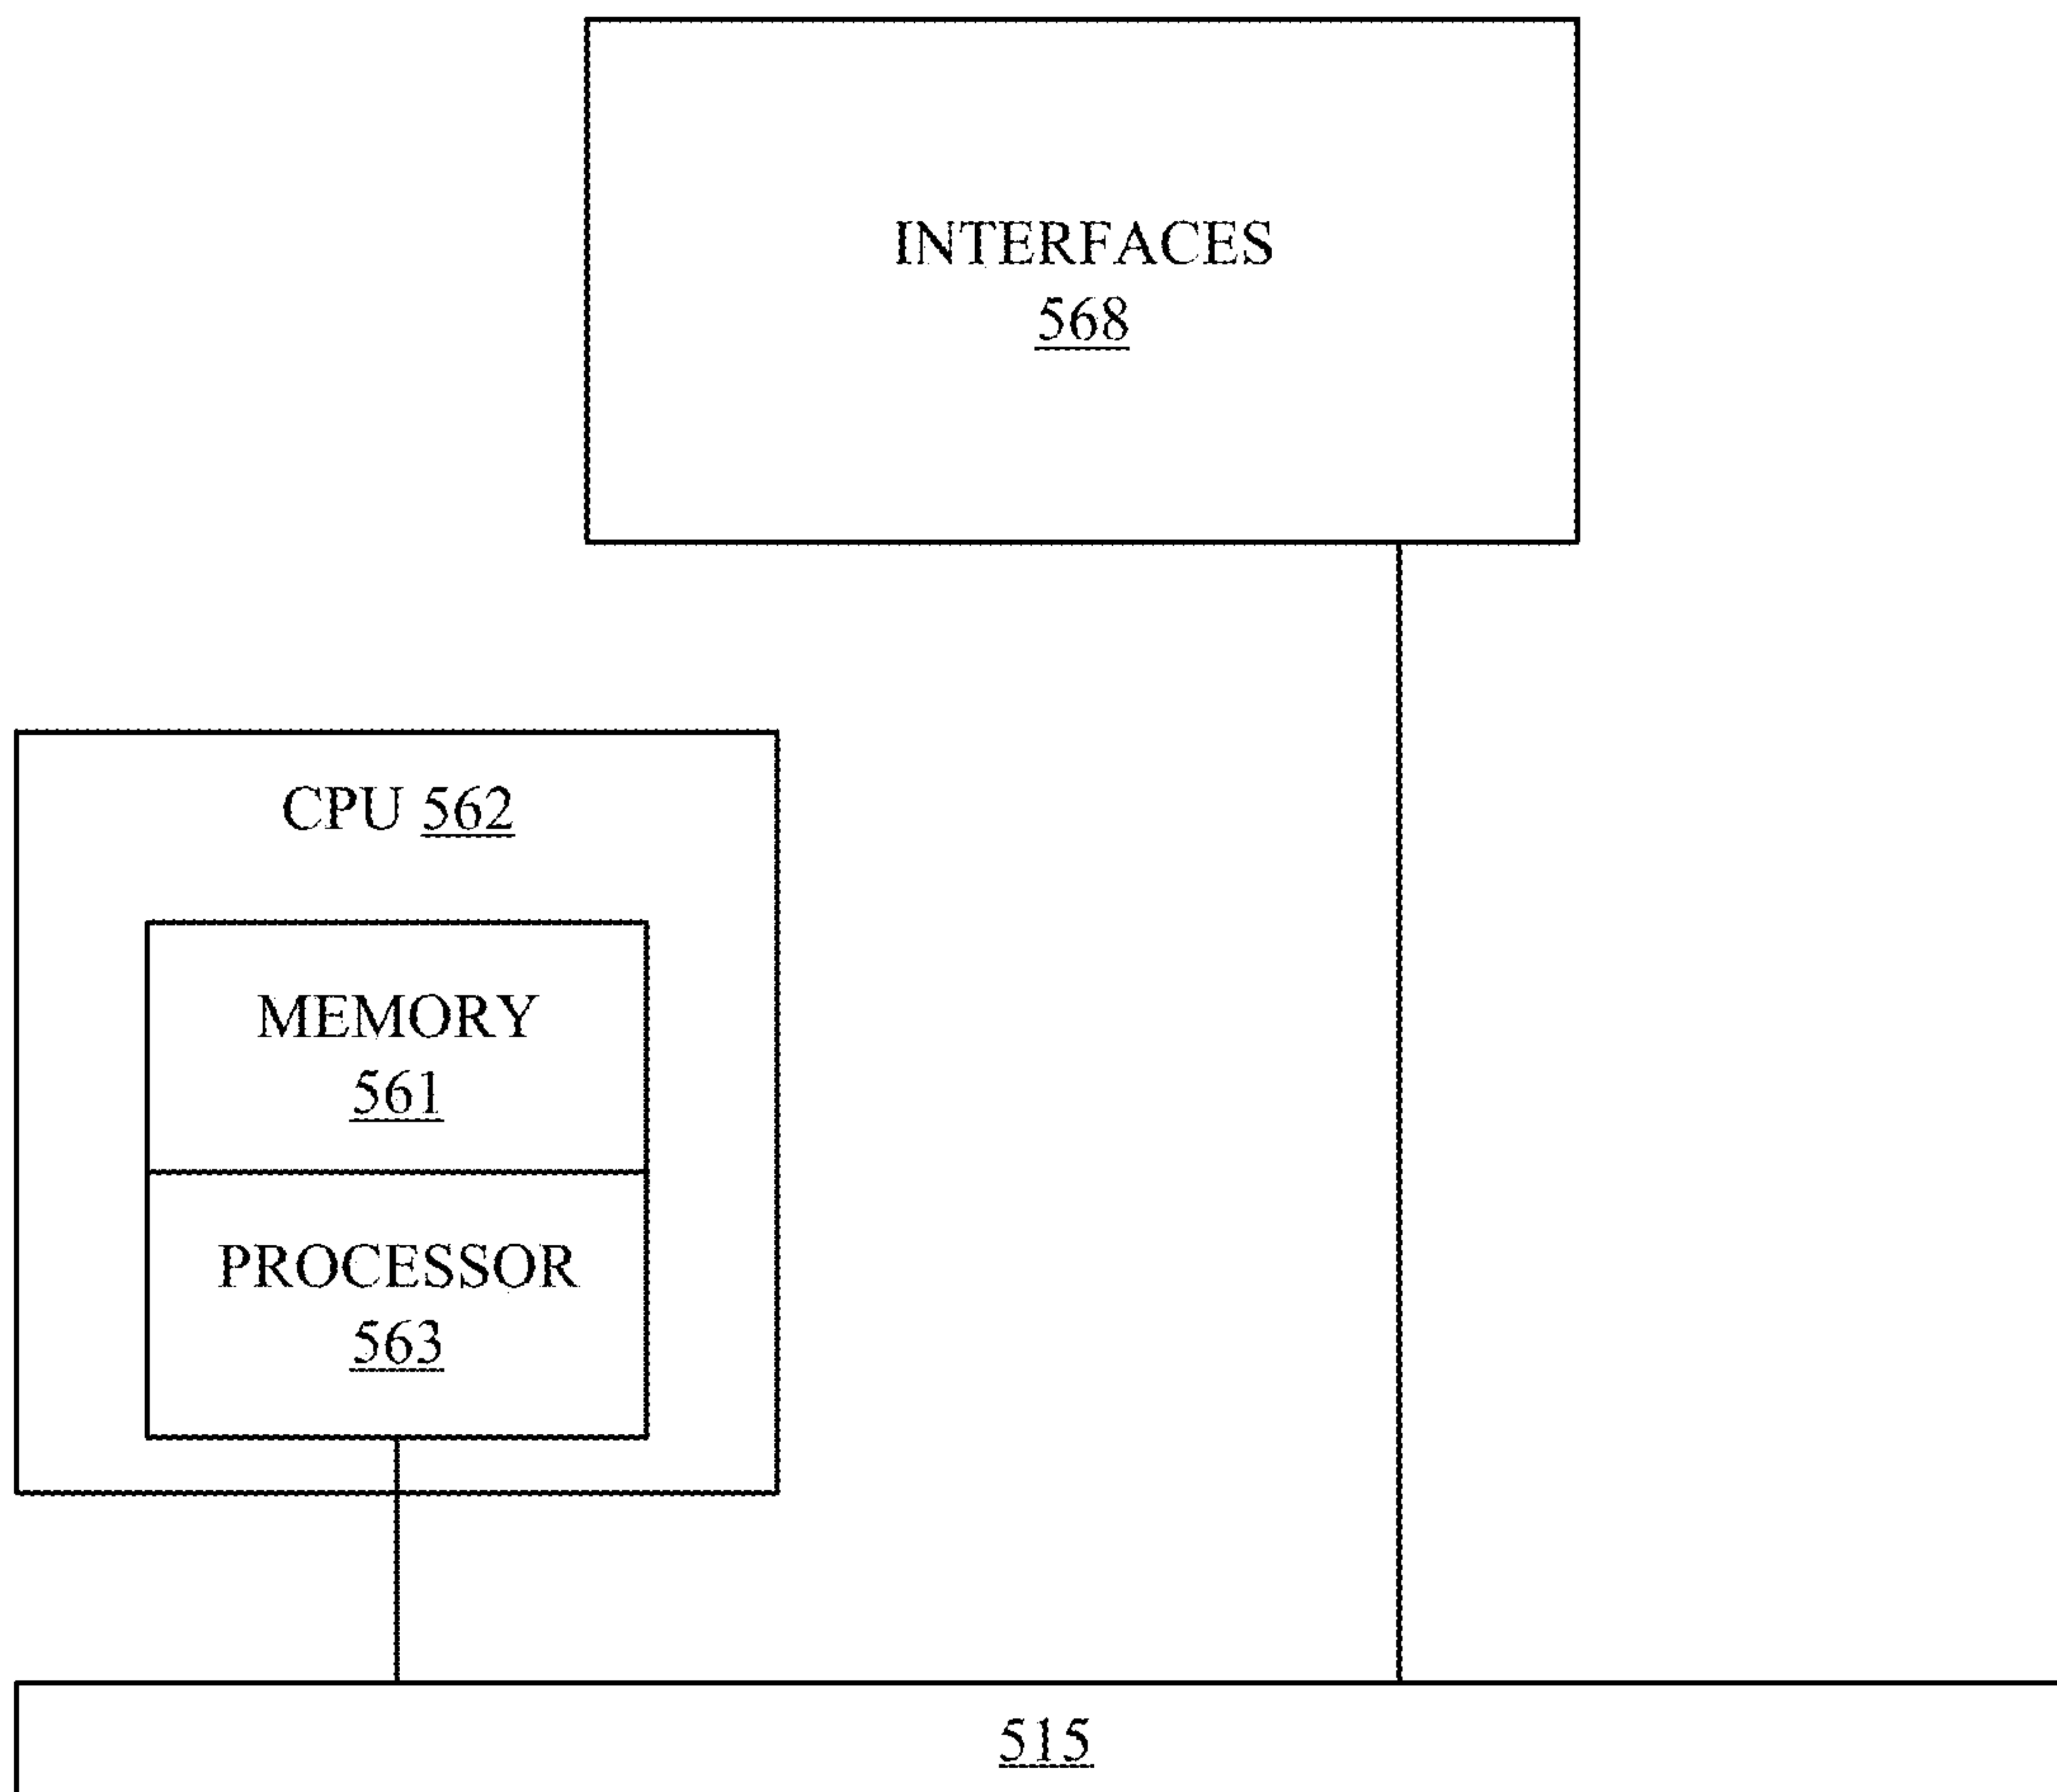 INTERFACES
568
CPU 562
MEMORY
561
PROCESSOR
563
515